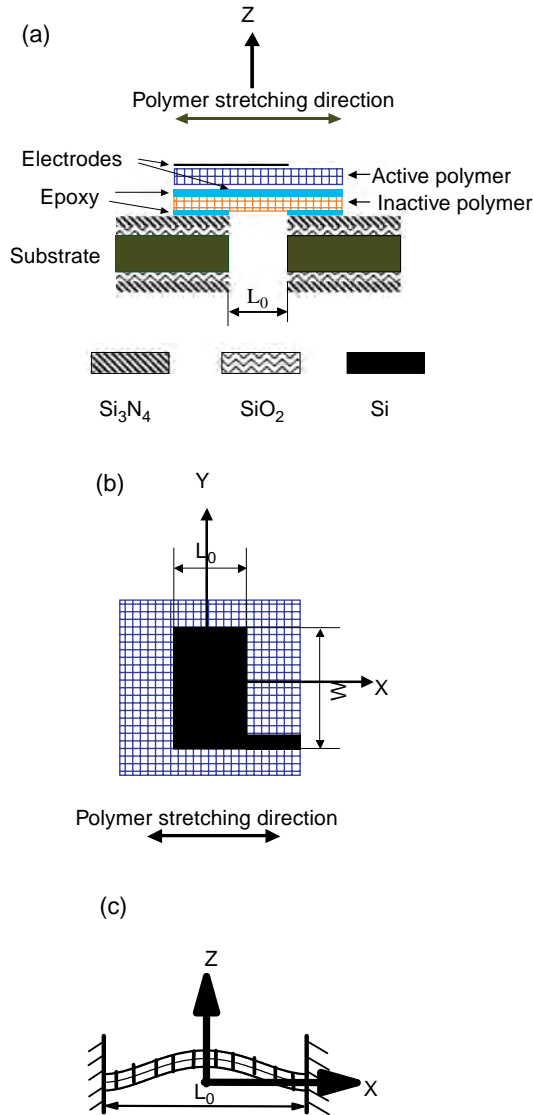 (a)
Z
Polymer stretching direction
Electrodes
Active polymer
Epoxy
Inactive polymer
Substrate
L0
Si3N4
SiO2
Si
(b)
Y
L0
X
W
Polymer stretching direction
(c)
Z
L0
X